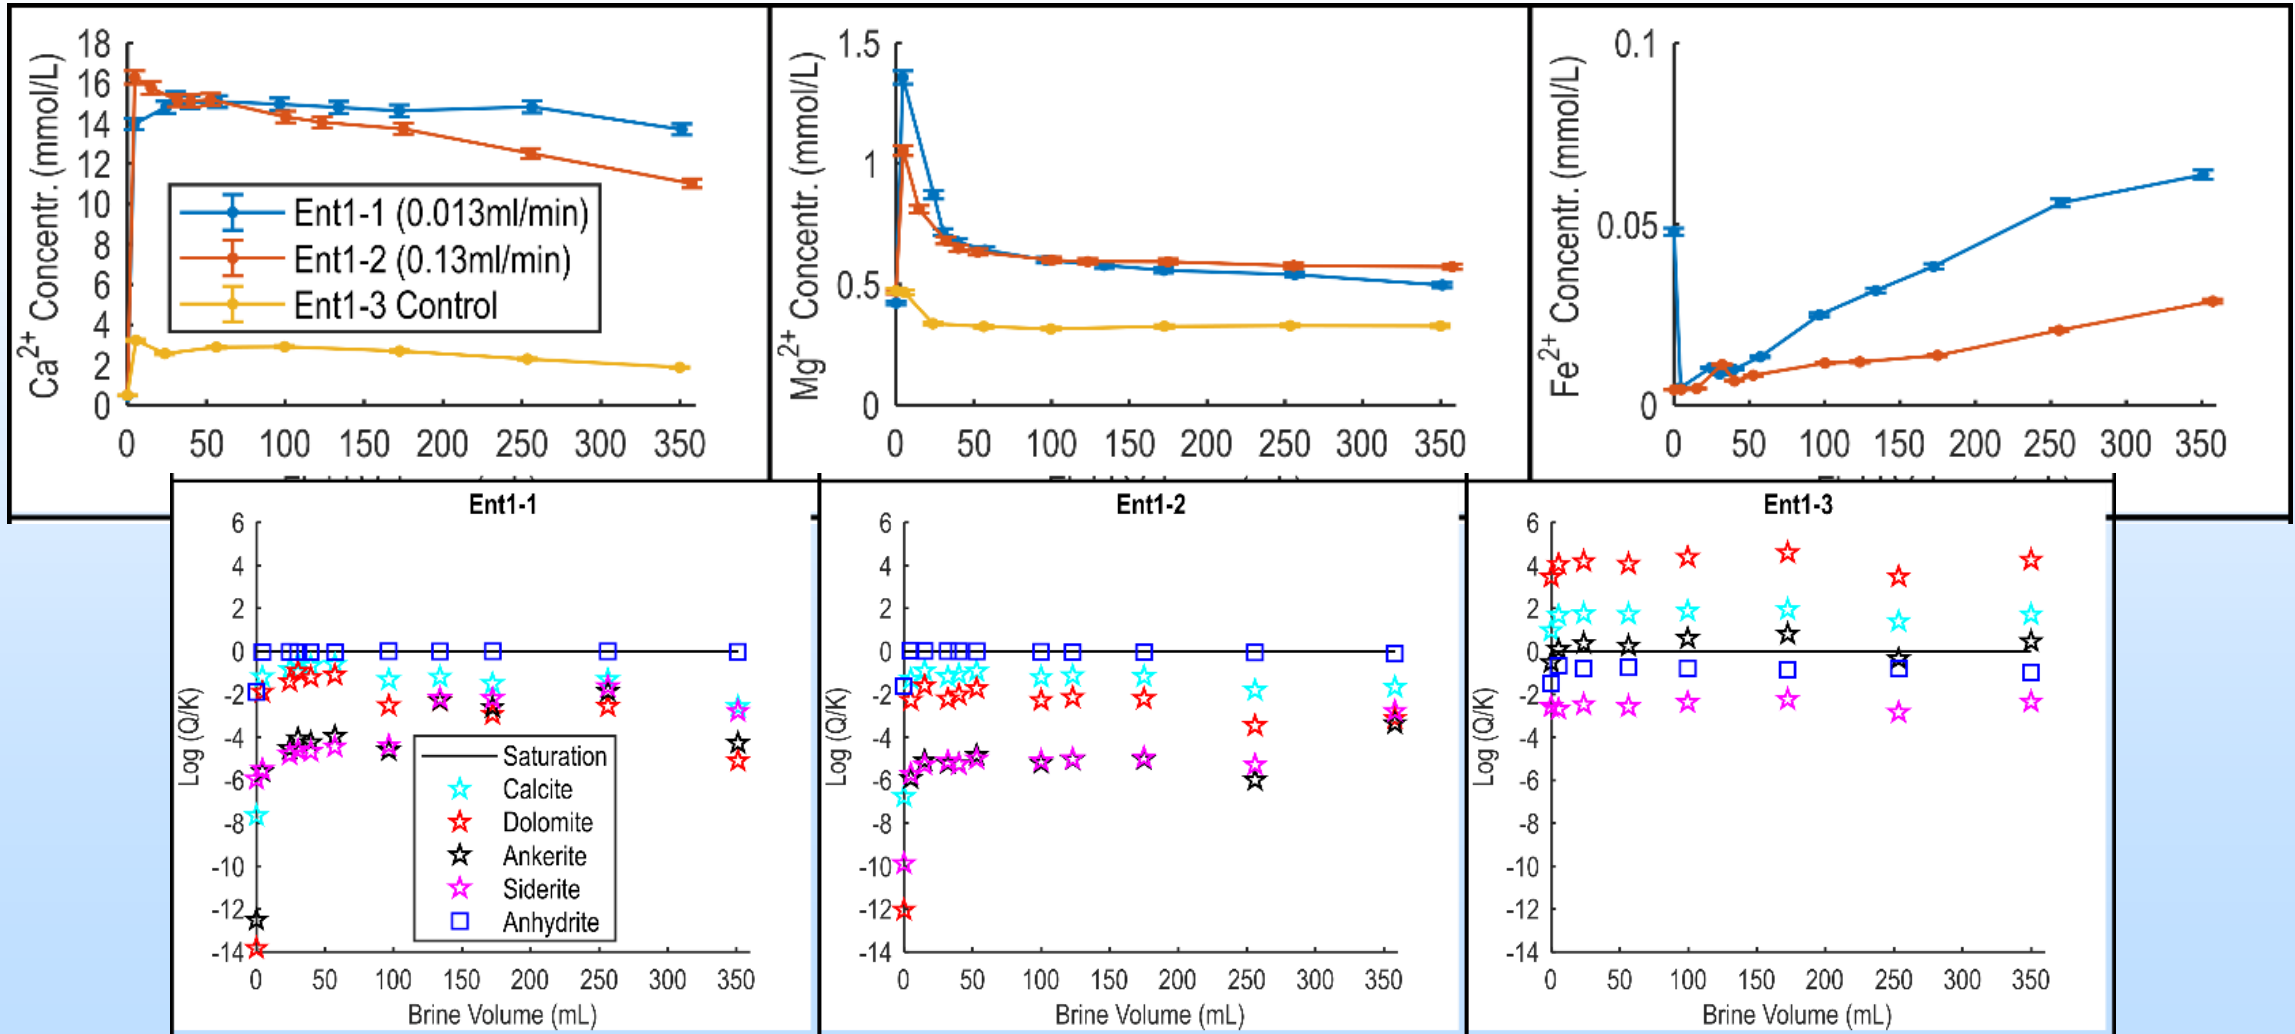 Ca2+ Concentr. (mmol/L)
18
16
14
12
10
8
6
4
2
0
0 50 100 150 200 250 300 350
Ent1-1 (0.013ml/min)
Ent1-2 (0.13ml/min)
Ent1-3 Control
Mg2+ Concentr. (mmol/L)
1.5
1
0.5
0
0 50 100 150 200 250 300 350
Fe2+ Concentr. (mmol/L)
0.1
0.05
0
0 50 100 150 200 250 300 350
Ent1-1
Log (Q/K)
6
4
2
0
-2
-4
-6
-8
-10
-12
-14
0 50 100 150 200 250 300 350
Brine Volume (mL)
Saturation
Calcite
Dolomite
Ankerite
Siderite
Anhydrite
Ent1-2
Log (Q/K)
6
4
2
0
-2
-4
-6
-8
-10
-12
-14
0 50 100 150 200 250 300 350
Brine Volume (mL)
Ent1-3
Log (Q/K)
6
4
2
0
-2
-4
-6
-8
-10
-12
-14
0 50 100 150 200 250 300 350
Brine Volume (mL)